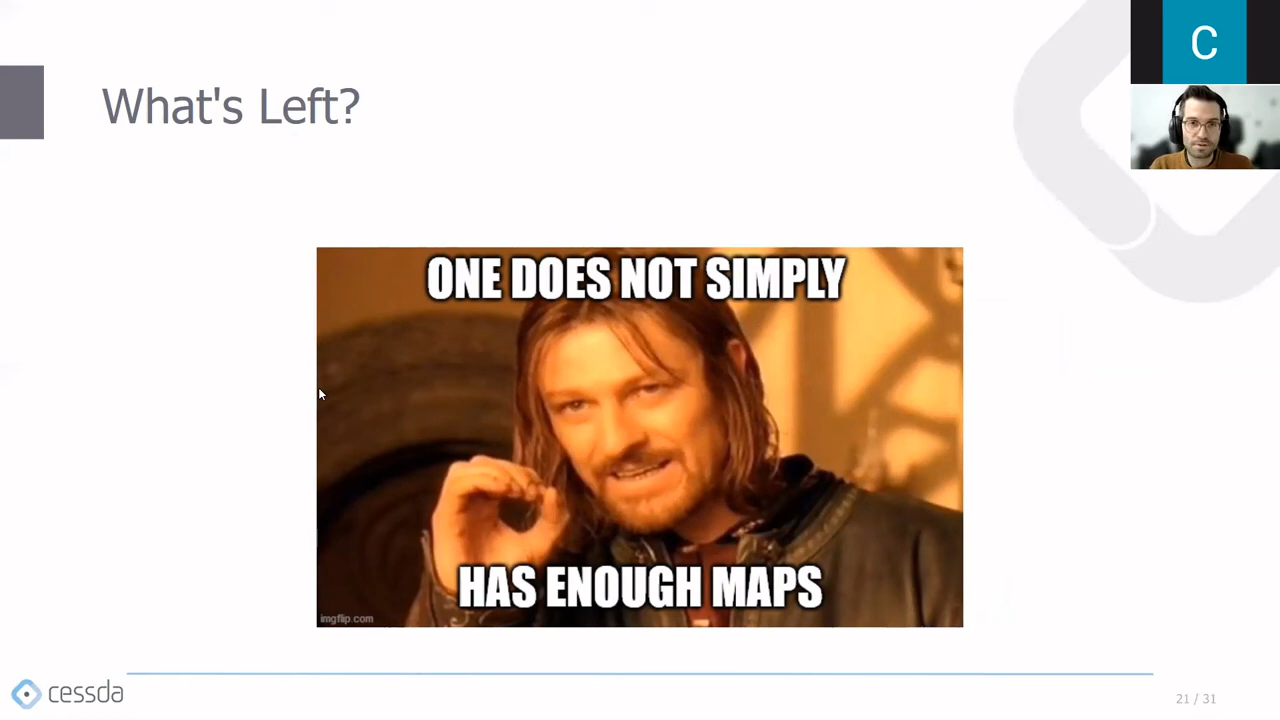 What's Left?
C
ONE DOES NOT SIMPLY
HAS ENOUGH MAPS
imgflip.com
cessda
21 / 31